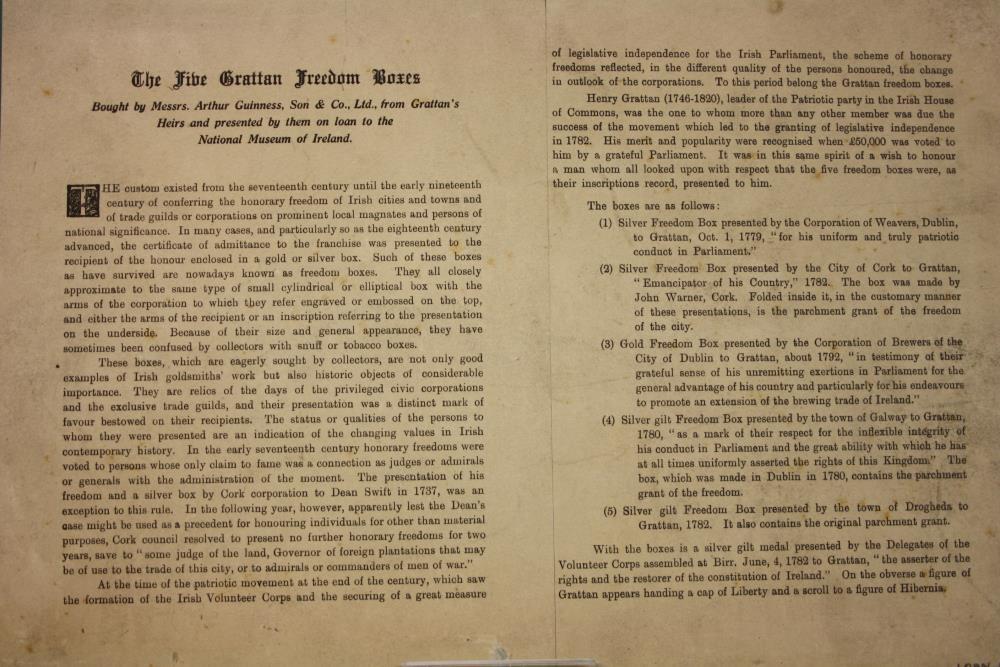 The Five Grattan Freedom Boxes
Bought by Messrs. Arthur Guinness, Son & Co., Ltd., from Grattan's
Heirs and presented by them on loan to the
National Museum of Ireland.
THE custom existed from the seventeenth century until the early nineteenth
century of conferring the honorary freedom of Irish cities and towns and
of trade guilds or corporations on prominent local magnates and persons of
national significance. In many cases, and particularly so as the eighteenth century
advanced, the certificate of admittance to the franchise was presented to the
recipient of the honour enclosed in a gold or silver box. Such of these boxes
as have survived are nowadays known as freedom boxes. They all closely
approximate to the same type of small cylindrical or elliptical box with the
arms of the corporation to which they refer engraved or embossed on the top,
and either the arms of the recipient or an inscription referring to the presentation
on the underside. Because of their size and general appearance, they have
sometimes been confused by collectors with snuff or tobacco boxes.
These boxes, which are eagerly sought by collectors, are not only good
examples of Irish goldsmiths' work but also historic objects of considerable
importance. They are relics of the days of the privileged civic corporations
and the exclusive trade guilds, and their presentation was a distinct mark of
favour bestowed on their recipients. The status or qualities of the persons to
whom they were presented are an indication of the changing values in Irish
contemporary history. In the early seventeenth century honorary freedoms were
voted to persons whose only claim to fame was a connection as judges or admirals
or generals with the administration of the moment. The presentation of his
freedom and a silver box by Cork corporation to Dean Swift in 1737, was an
exception to this rule. In the following year, however, apparently lest the Dean's
case might be used as a precedent for honouring individuals for other than material
purposes, Cork council resolved to present no further honorary freedoms for two
years, save to "some judge of the land, Governor of foreign plantations that may
be of use to the trade of this city, or to admirals or commanders of men of war."
At the time of the patriotic movement at the end of the century, which saw
the formation of the Irish Volunteer Corps and the securing of a great measure
of legislative independence for the Irish Parliament, the scheme of honorary
freedoms reflected, in the different quality of the persons honoured, the change
in outlook of the corporations. To this period belong the Grattan freedom boxes.
Henry Grattan (1746-1820), leader of the Patriotic party in the Irish House
of Commons, was the one to whom more than any other member was due the
success of the movement which led to the granting of legislative independence
in 1782. His merit and popularity were recognised when £50,000 was voted to
him by a grateful Parliament. It was in this same spirit of a wish to honour
a man whom all looked upon with respect that the five freedom boxes were, as
their inscriptions record, presented to him.
The boxes are as follows:
(1) Silver Freedom Box presented by the Corporation of Weavers, Dublin,
to Grattan, Oct. 1, 1779, "for his uniform and truly patriotic
conduct in Parliament."
(2) Silver Freedom Box presented by the City of Cork to Grattan,
"Emancipator of his Country," 1782. The box was made by
John Warner, Cork. Folded inside it, in the customary manner
of these presentations, is the parchment grant of the freedom
of the city.
(3) Gold Freedom Box presented by the Corporation of Brewers of the
City of Dublin to Grattan, about 1792, "in testimony of their
grateful sense of his unremitting exertions in Parliament for the
general advantage of his country and particularly for his endeavours
to promote an extension of the brewing trade of Ireland."
(4) Silver gilt Freedom Box presented by the town of Galway to Grattan,
1780, "as a mark of their respect for the inflexible integrity of
his conduct in Parliament and the great ability with which he has
at all times uniformly asserted the rights of this Kingdom." The
box, which was made in Dublin in 1780, contains the parchment
grant of the freedom.
(5) Silver gilt Freedom Box presented by the town of Drogheda to
Grattan, 1782. It also contains the original parchment grant.
With the boxes is a silver gilt medal presented by the Delegates of the
Volunteer Corps assembled at Birr. June, 4, 1782 to Grattan, "the asserter of the
rights and the restorer of the constitution of Ireland." On the obverse a figure of
Grattan appears handing a cap of Liberty and a scroll to a figure of Hibernia.